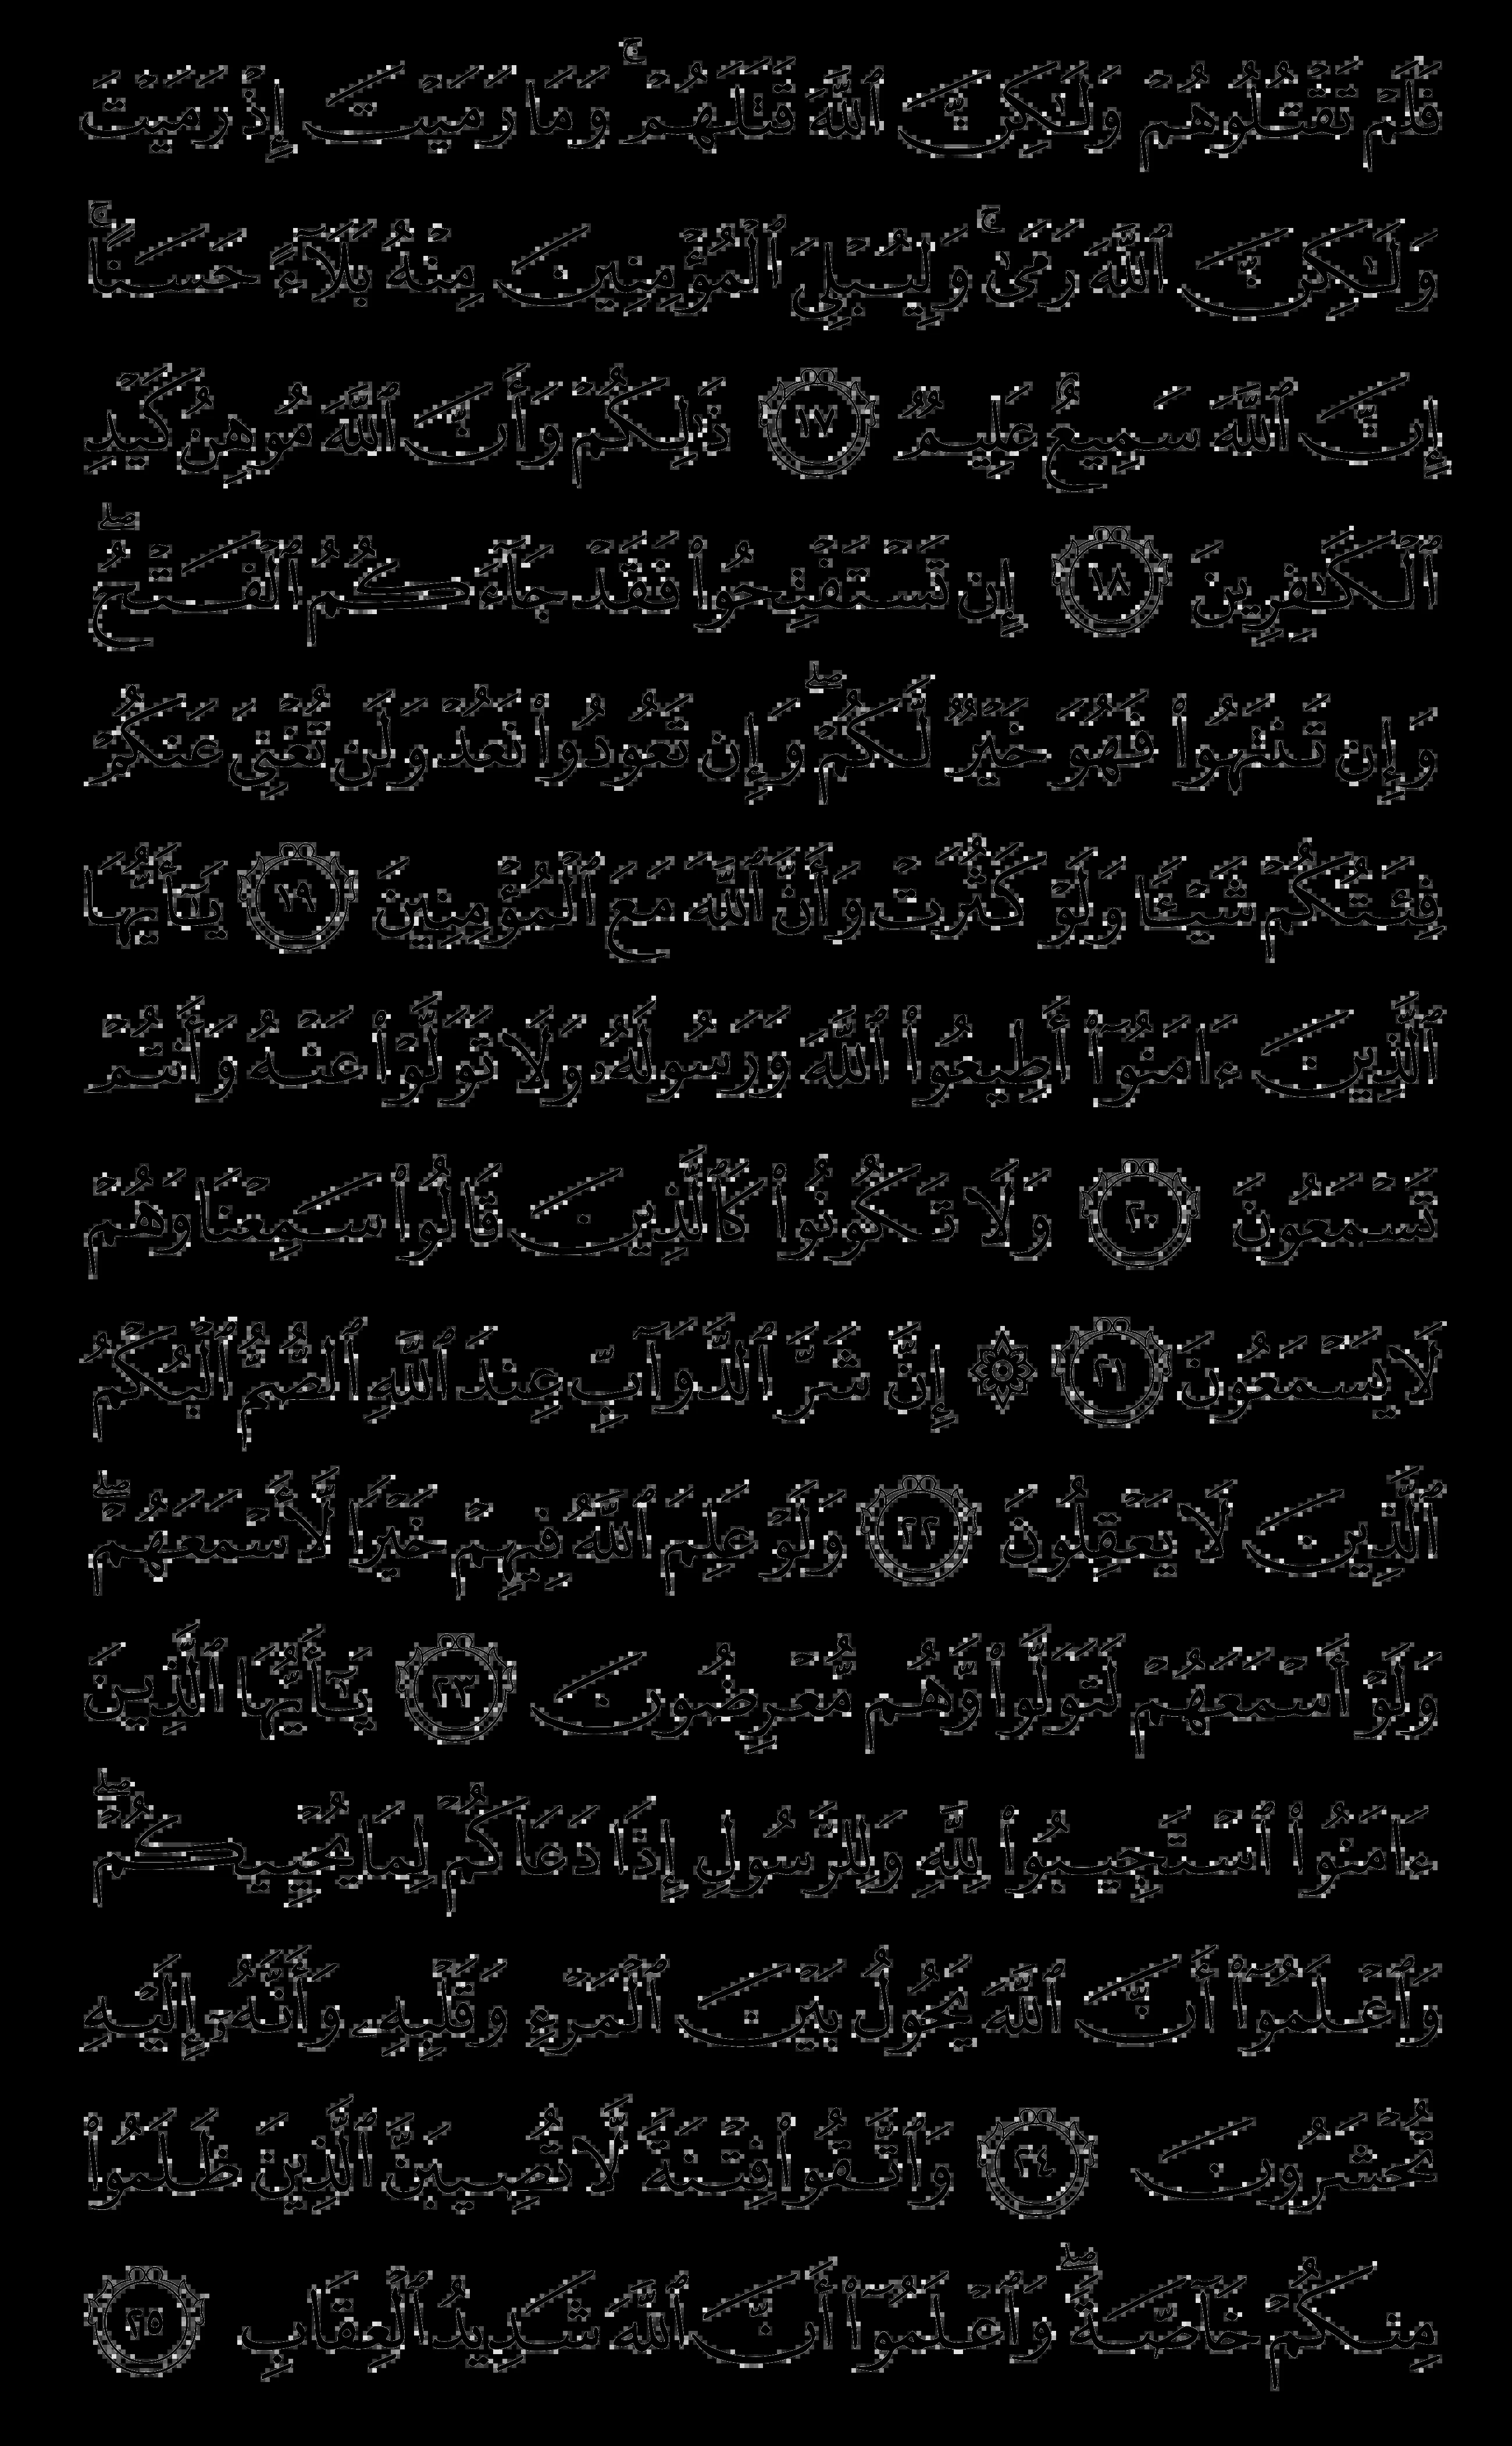 فَلَمْ تَقْتُلُوهُمْ وَلَٰكِنَّ ٱللَّهَ قَتَلَهُمْ ۚ وَمَا رَمَيْتَ إِذْ رَمَيْتَ
وَلَٰكِنَّ ٱللَّهَ رَمَىٰ ۚ وَلِيُبْلِىَ ٱلْمُؤْمِنِينَ مِنْهُ بَلَآءً حَسَنًا ۚ
إِنَّ ٱللَّهَ سَمِيعٌ عَلِيمٌ ١٧ ذَٰلِكُمْ وَأَنَّ ٱللَّهَ مُوهِنُ كَيْدِ
ٱلْكَٰفِرِينَ ١٨ إِن تَسْتَفْتِحُوا۟ فَقَدْ جَآءَكُمُ ٱلْفَتْحُ ۖ
وَإِن تَنتَهُوا۟ فَهُوَ خَيْرٌ لَّكُمْ ۖ وَإِن تَعُودُوا۟ نَعُدْ وَلَن تُغْنِىَ عَنكُمْ
فِئَتُكُمْ شَيْـًٔا وَلَوْ كَثُرَتْ وَأَنَّ ٱللَّهَ مَعَ ٱلْمُؤْمِنِينَ ١٩ يَٰٓأَيُّهَا
ٱلَّذِينَ ءَامَنُوٓا۟ أَطِيعُوا۟ ٱللَّهَ وَرَسُولَهُۥ وَلَا تَوَلَّوْا۟ عَنْهُ وَأَنتُمْ
تَسْمَعُونَ ٢٠ وَلَا تَكُونُوا۟ كَٱلَّذِينَ قَالُوا۟ سَمِعْنَا وَهُمْ
لَا يَسْمَعُونَ ٢١ ۞ إِنَّ شَرَّ ٱلدَّوَآبِّ عِندَ ٱللَّهِ ٱلصُّمُّ ٱلْبُكْمُ
ٱلَّذِينَ لَا يَعْقِلُونَ ٢٢ وَلَوْ عَلِمَ ٱللَّهُ فِيهِمْ خَيْرًا لَّأَسْمَعَهُمْ ۖ
وَلَوْ أَسْمَعَهُمْ لَتَوَلَّوا۟ وَّهُم مُّعْرِضُونَ ٢٣ يَٰٓأَيُّهَا ٱلَّذِينَ
ءَامَنُوا۟ ٱسْتَجِيبُوا۟ لِلَّهِ وَلِلرَّسُولِ إِذَا دَعَاكُمْ لِمَا يُحْيِيكُمْ ۖ
وَٱعْلَمُوٓا۟ أَنَّ ٱللَّهَ يَحُولُ بَيْنَ ٱلْمَرْءِ وَقَلْبِهِۦ وَأَنَّهُۥٓ إِلَيْهِ
تُحْشَرُونَ ٢٤ وَٱتَّقُوا۟ فِتْنَةً لَّا تُصِيبَنَّ ٱلَّذِينَ ظَلَمُوا۟
مِنكُمْ خَآصَّةً ۖ وَٱعْلَمُوٓا۟ أَنَّ ٱللَّهَ شَدِيدُ ٱلْعِقَابِ ٢٥